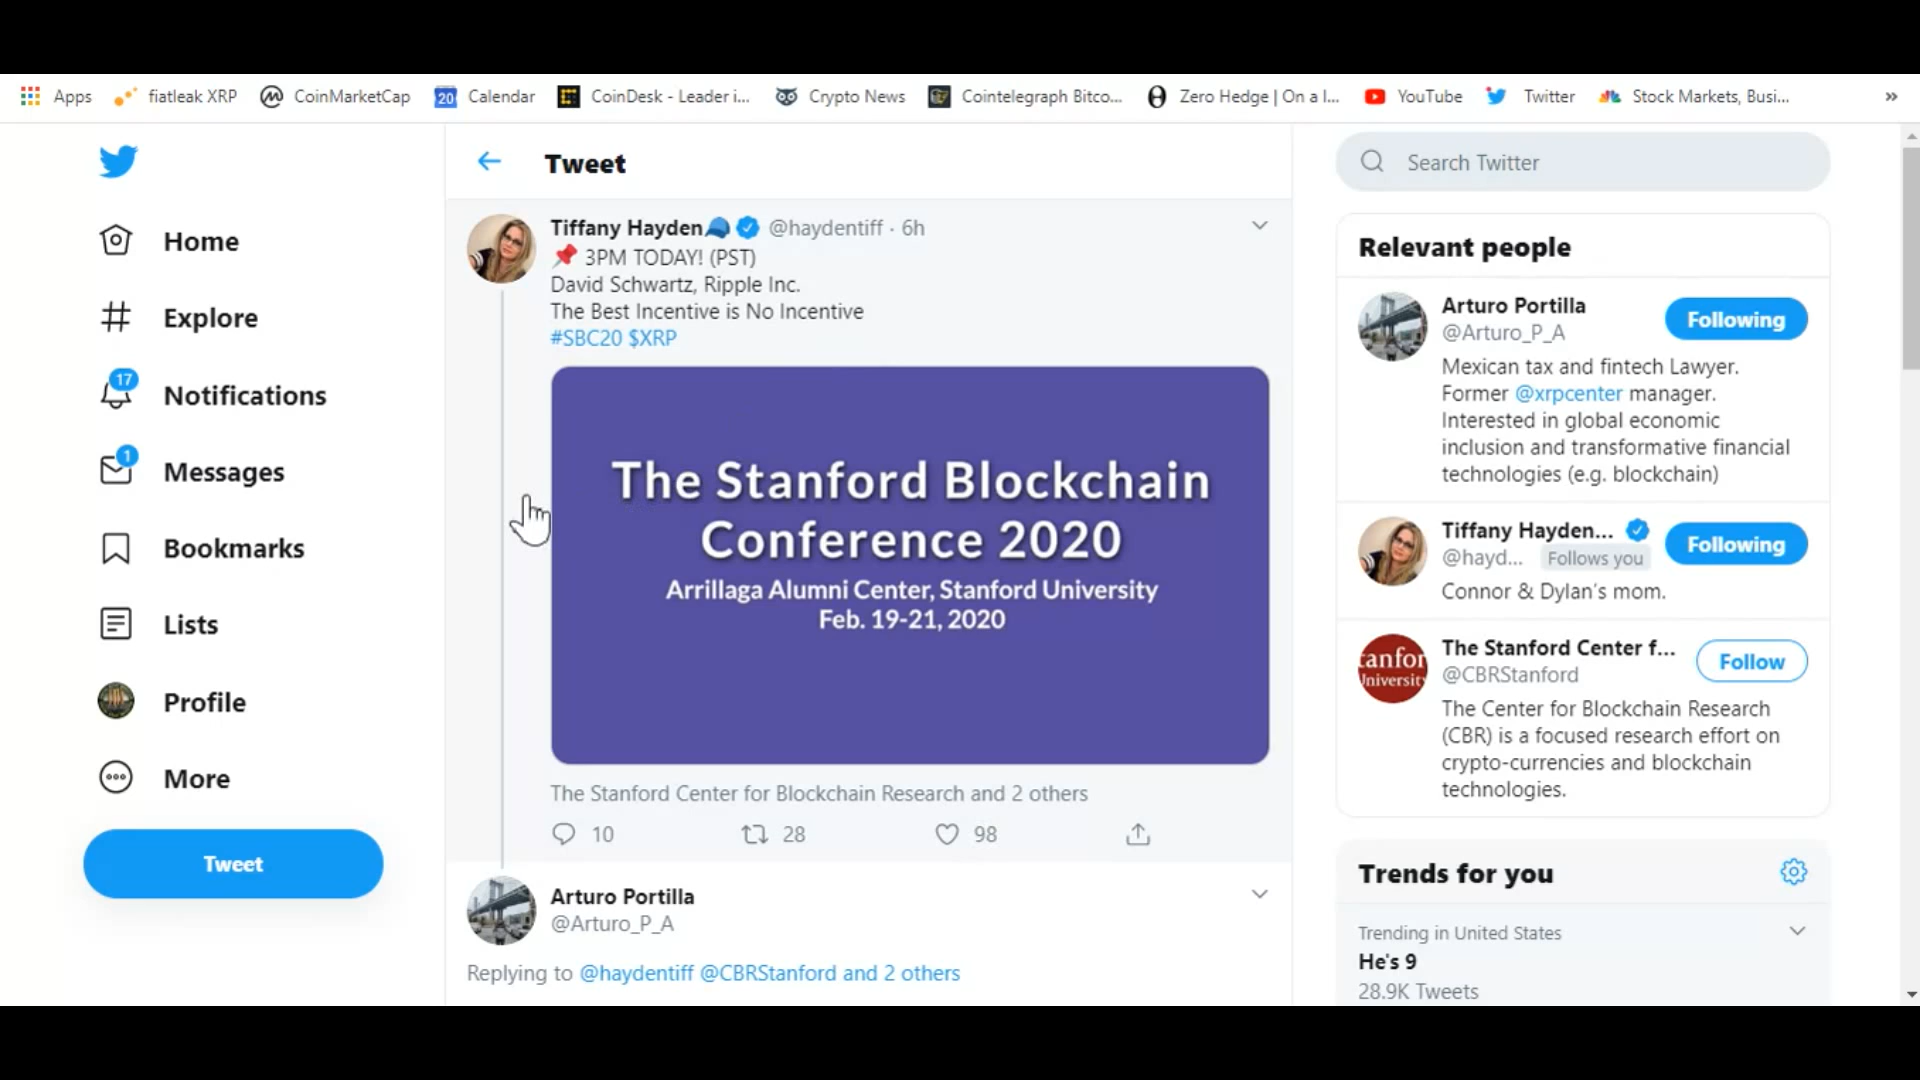 Apps fiatleak XRP CoinMarketCap 20 Calendar CoinDesk - Leader i... Crypto News Cointelegraph Bitco... Zero Hedge | On a l... YouTube Twitter Stock Markets, Busi... »
Home
Explore
17
Notifications
1
Messages
Bookmarks
Lists
Profile
More
Tweet
Tweet
Tiffany Hayden @haydentiff · 6h
3PM TODAY! (PST)
David Schwartz, Ripple Inc.
The Best Incentive is No Incentive
#SBC20 $XRP
The Stanford Blockchain
Conference 2020
Arrillaga Alumni Center, Stanford University
Feb. 19-21, 2020
The Stanford Center for Blockchain Research and 2 others
10 28 98
Arturo Portilla
@Arturo_P_A
Replying to @haydentiff @CBRStanford and 2 others
Search Twitter
Relevant people
Arturo Portilla
@Arturo_P_A
Following
Mexican tax and fintech Lawyer.
Former @xrpcenter manager.
Interested in global economic
inclusion and transformative financial
technologies (e.g. blockchain)
Tiffany Hayden...
@hayd... Follows you
Following
Connor & Dylan's mom.
tanfor
University
The Stanford Center f...
@CBRStanford
Follow
The Center for Blockchain Research
(CBR) is a focused research effort on
crypto-currencies and blockchain
technologies.
Trends for you
Trending in United States
He's 9
28.9K Tweets